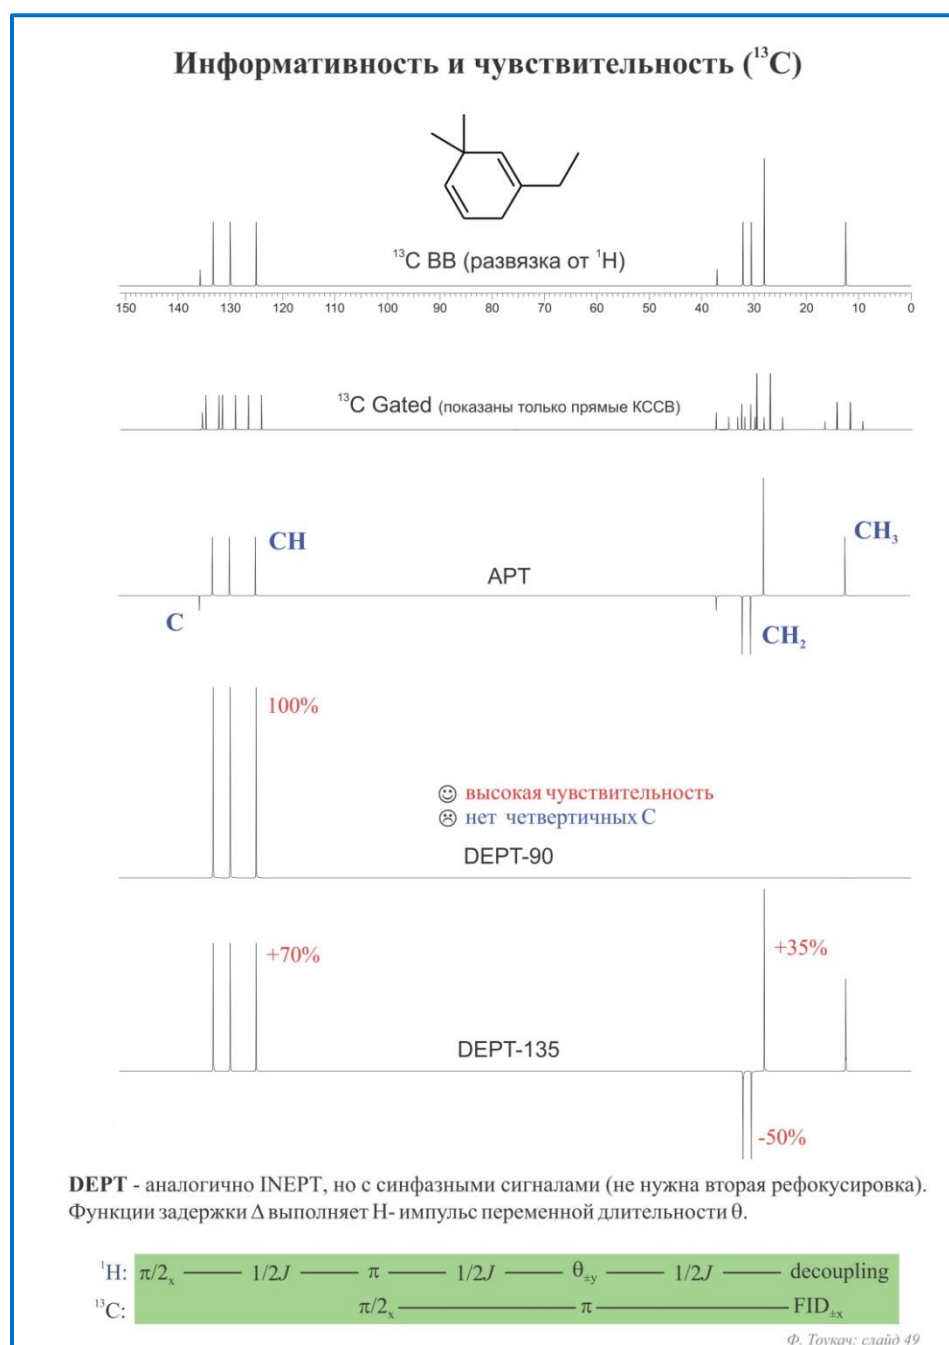 Информативность и чувствительность (¹³C)
¹³C BB (развязка от ¹H)
150 140 130 120 110 100 90 80 70 60 50 40 30 20 10 0
¹³C Gated (показаны только прямые КССВ)
CH
CH₃
APT
C
CH₂
100%
☺ высокая чувствительность
☹ нет четвертичных C
DEPT-90
+70%
+35%
DEPT-135
-50%
DEPT - аналогично INEPT, но с синфазными сигналами (не нужна вторая рефокусировка).
Функции задержки Δ выполняет H- импульс переменной длительности θ.
¹H: π/2ₓ —— 1/2J —— π —— 1/2J —— θ±y —— 1/2J —— decoupling
¹³C: π/2ₓ —— π —— FID±x
Ф. Тоукач: слайд 49